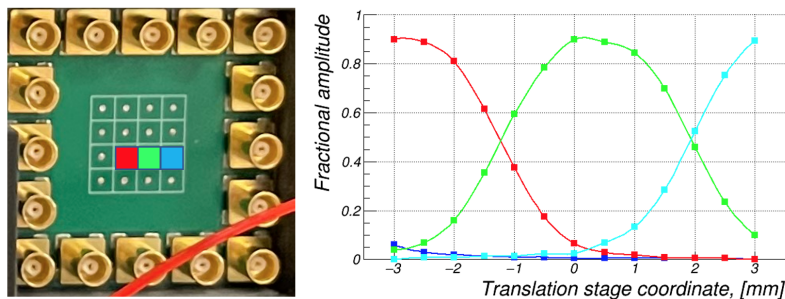 Fractional amplitude
1
0.8
0.6
0.4
0.2
0
−3 −2 −1 0 1 2 3
Translation stage coordinate, [mm]